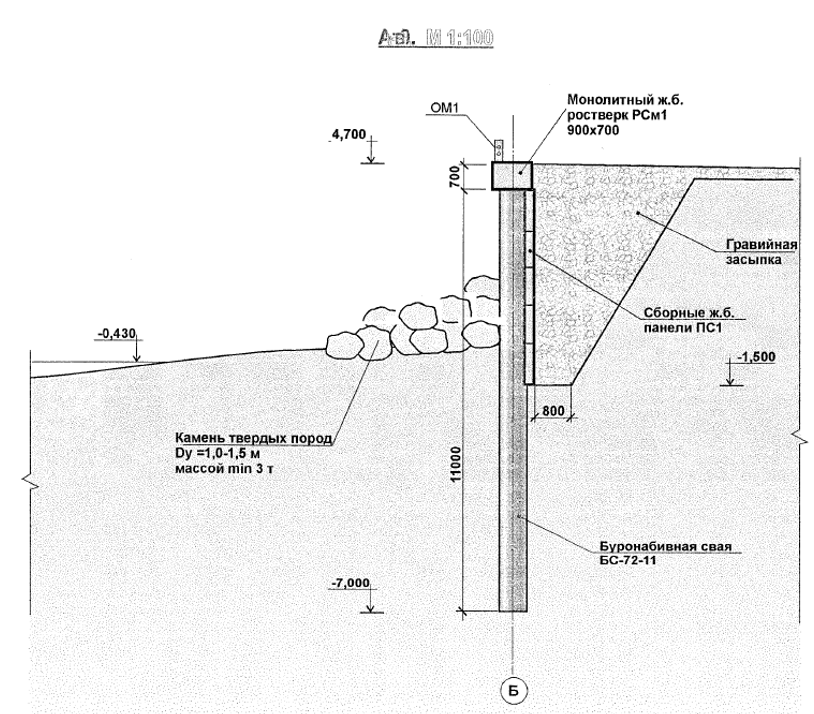 М 1:100
ОМ1
Монолитный ж.б.
ростверк РСм1
900х700
4,700
700
Гравийная
засыпка
Сборные ж.б.
панели ПС1
-0,430
-1,500
800
Камень твердых пород
Dу =1,0-1,5 м
массой min 3 т
11000
Буронабивная свая
БС-72-11
-7,000
Б